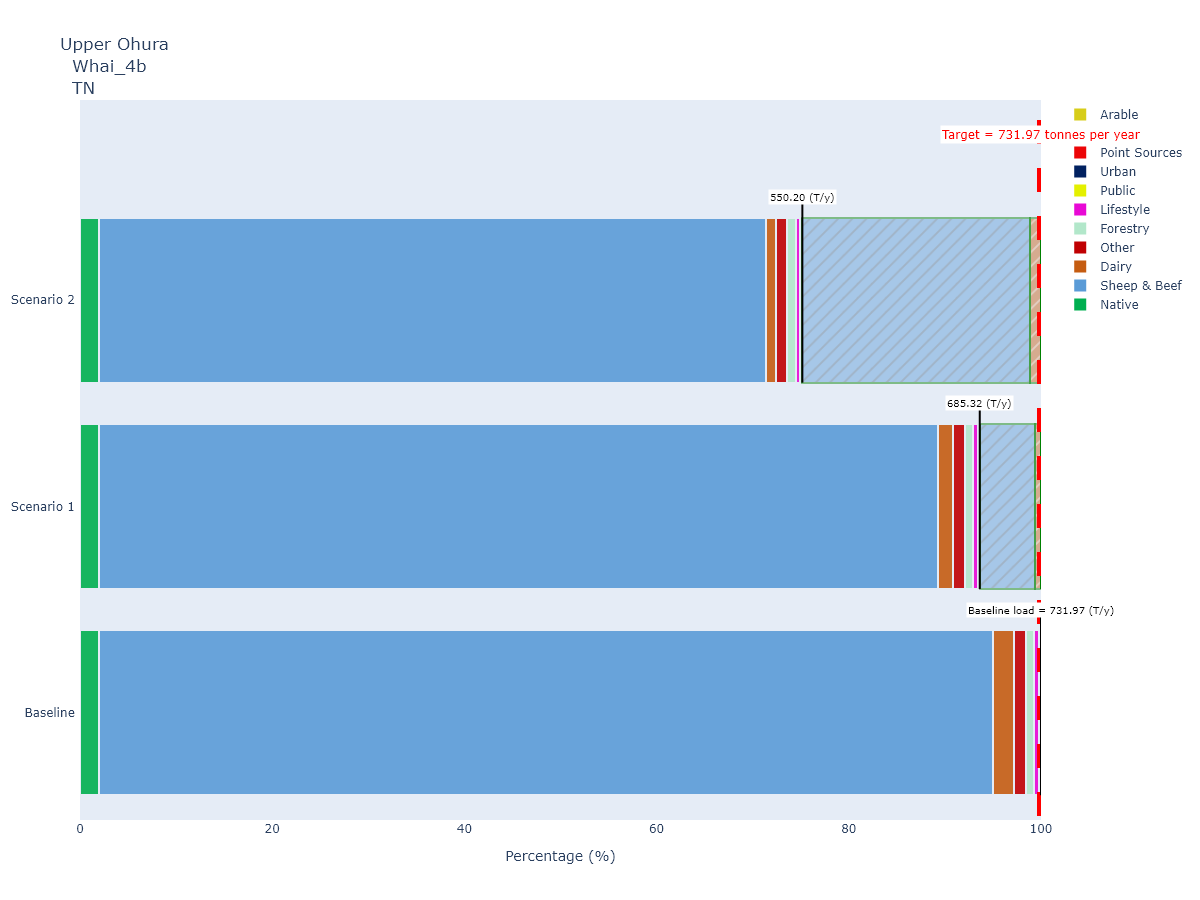 Upper Ohura
Whai_4b
TN
Arable
Target = 731.97 tonnes per year
Point Sources
Urban
Public
Lifestyle
Forestry
Other
Dairy
Sheep & Beef
Native
550.20 (T/y)
Scenario 2
685.32 (T/y)
Scenario 1
Baseline load = 731.97 (T/y)
Baseline
0 20 40 60 80 100
Percentage (%)